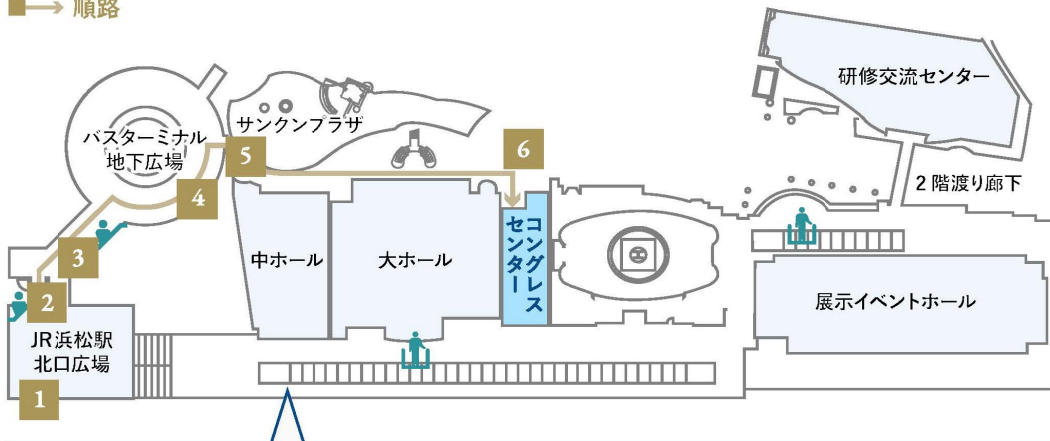 順路
研修交流センター
バスターミナル
地下広場
サンクンプラザ
5
6
4
2階渡り廊下
3
中ホール
大ホール
コングレス
センター
2
展示イベントホール
JR浜松駅
北口広場
1